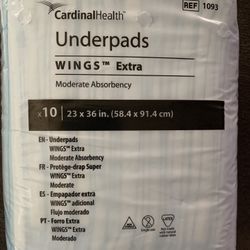 CardinalHealth™
REF 1093
Underpads
WINGS™ Extra
Moderate Absorbency
x10 23 x 36 in. (58.4 x 91.4 cm)
EN - Underpads
WINGS™ Extra
Moderate Absorbency
FR - Protège-drap Super
WINGS™ Extra
Moderate
ES - Empapador extra
WINGS™ adicional
Flujo moderado
PT - Forro Extra
WINGS™ Extra
Moderado
LATEX